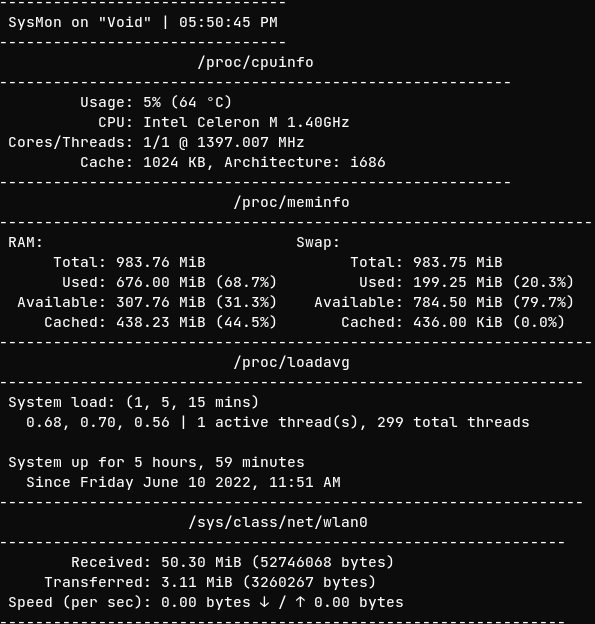 SysMon on "Void" | 05:50:45 PM
/proc/cpuinfo
Usage: 5% (64 °C)
CPU: Intel Celeron M 1.40GHz
Cores/Threads: 1/1 @ 1397.007 MHz
Cache: 1024 KB, Architecture: i686
/proc/meminfo
RAM: Swap:
Total: 983.76 MiB Total: 983.75 MiB
Used: 676.00 MiB (68.7%) Used: 199.25 MiB (20.3%)
Available: 307.76 MiB (31.3%) Available: 784.50 MiB (79.7%)
Cached: 438.23 MiB (44.5%) Cached: 436.00 KiB (0.0%)
/proc/loadavg
System load: (1, 5, 15 mins)
0.68, 0.70, 0.56 | 1 active thread(s), 299 total threads
System up for 5 hours, 59 minutes
Since Friday June 10 2022, 11:51 AM
/sys/class/net/wlan0
Received: 50.30 MiB (52746068 bytes)
Transferred: 3.11 MiB (3260267 bytes)
Speed (per sec): 0.00 bytes ↓ / ↑ 0.00 bytes